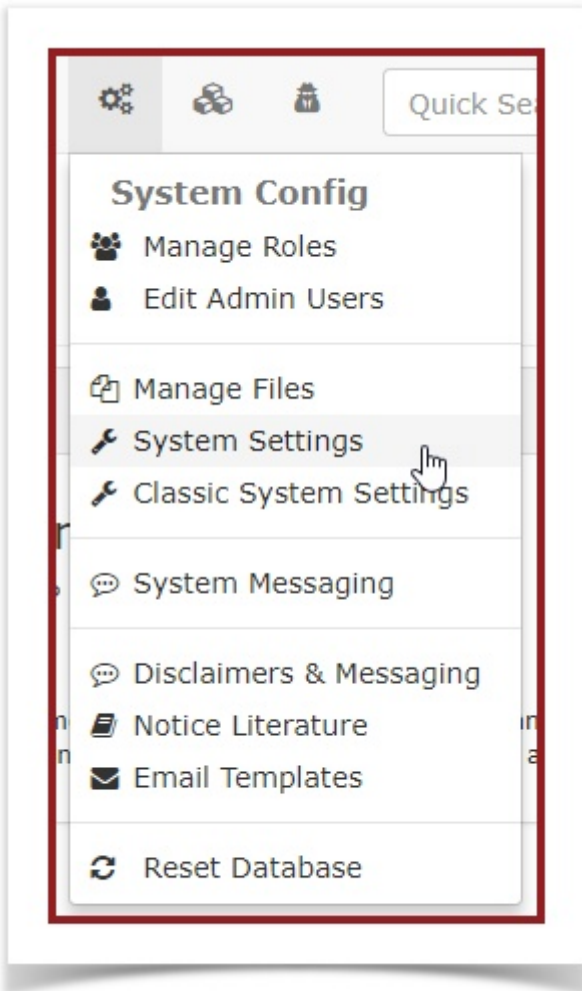 Quick Se
System Config
Manage Roles
Edit Admin Users
Manage Files
System Settings
Classic System Settings
System Messaging
Disclaimers & Messaging
Notice Literature
Email Templates
Reset Database